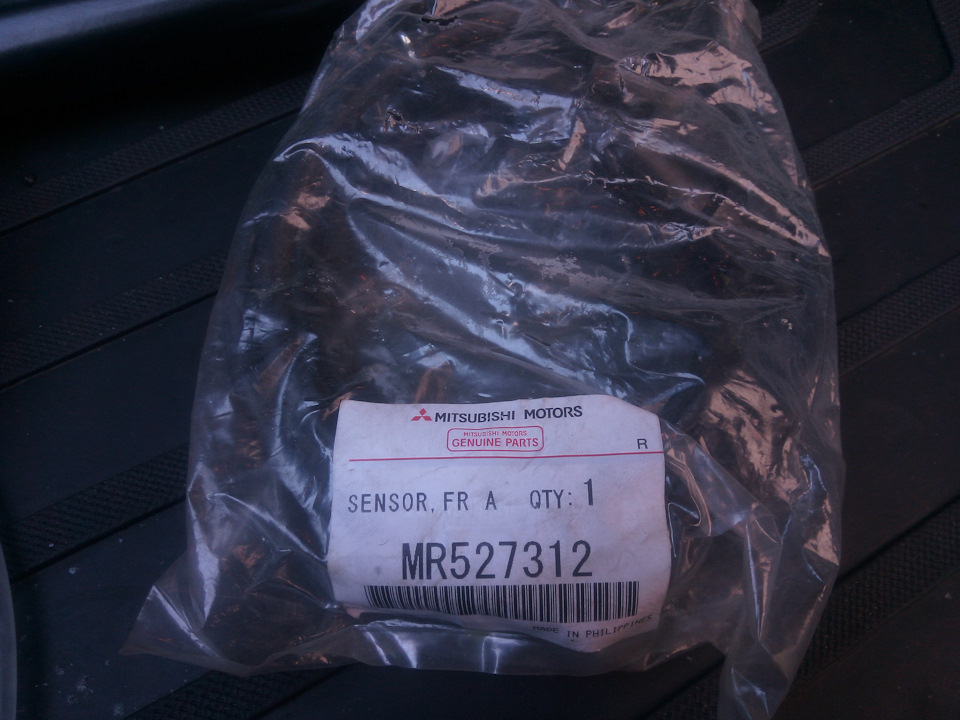 MITSUBISHI MOTORS
MITSUBISHI MOTORS
GENUINE PARTS
R
SENSOR, FR A QTY: 1
MR527312
MADE IN PHILIPPINES